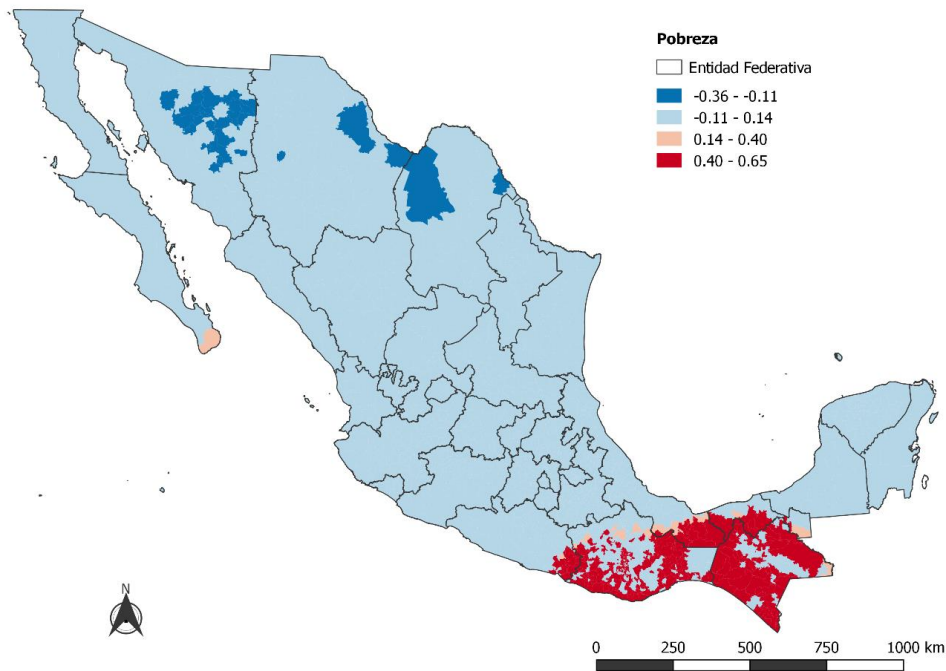 Pobreza
Entidad Federativa
-0.36 - -0.11
-0.11 - 0.14
0.14 - 0.40
0.40 - 0.65
N
0 250 500 750 1000 km